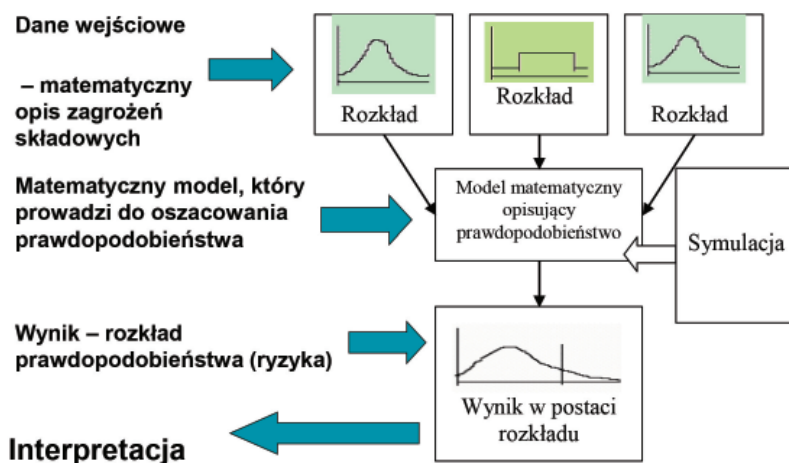 Dane wejściowe
– matematyczny
opis zagrożeń
składowych
Rozkład
Rozkład
Rozkład
Matematyczny model, który
prowadzi do oszacowania
prawdopodobieństwa
Model matematyczny
opisujący
prawdopodobieństwo
Symulacja
Wynik – rozkład
prawdopodobieństwa (ryzyka)
Wynik w postaci
rozkładu
Interpretacja